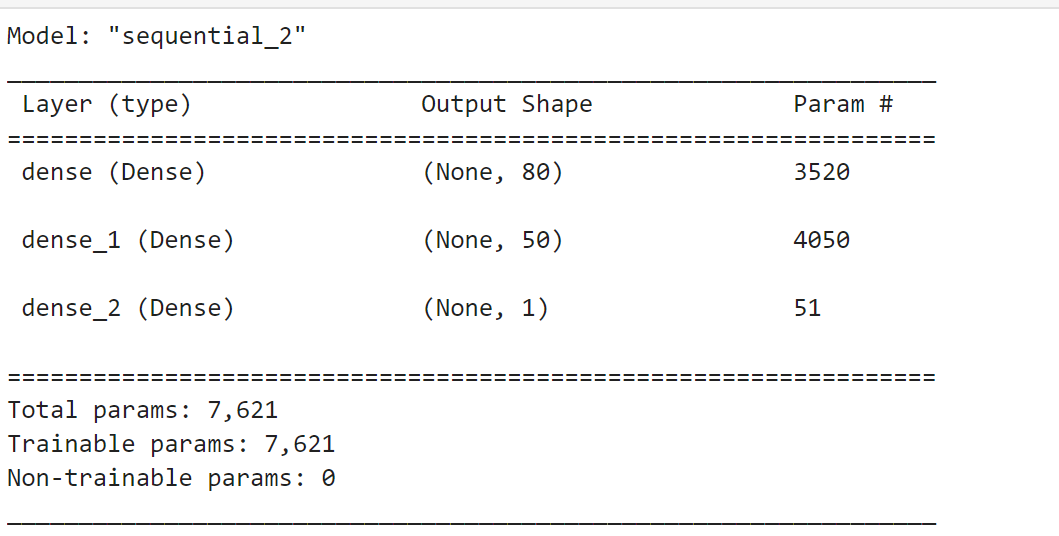 Model: "sequential_2"
_________________________________________________________________
Layer (type) Output Shape Param #
=================================================================
dense (Dense) (None, 80) 3520
dense_1 (Dense) (None, 50) 4050
dense_2 (Dense) (None, 1) 51
=================================================================
Total params: 7,621
Trainable params: 7,621
Non-trainable params: 0
_________________________________________________________________